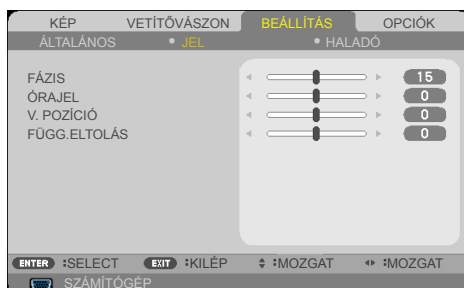 KÉP VETÍTŐVÁSZON BEÁLLÍTÁS OPCIÓK
ÁLTALÁNOS • JEL • HALADÓ
FÁZIS 15
ÓRAJEL 0
V. POZÍCIÓ 0
FÜGG.ELTOLÁS 0
ENTER :SELECT EXIT :KILÉP :MOZGAT :MOZGAT
SZÁMÍTÓGÉP